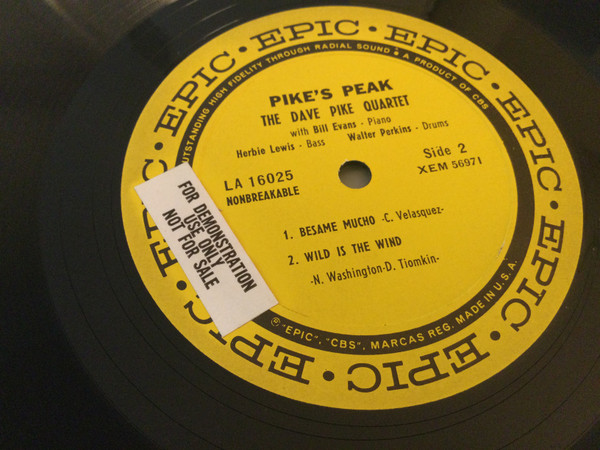 EPIC • EPIC • EPIC • EPIC • EPIC • EPIC • EPIC • EPIC
OUTSTANDING HIGH FIDELITY THROUGH RADIAL SOUND • A PRODUCT OF CBS
PIKE'S PEAK
THE DAVE PIKE QUARTET
with Bill Evans - Piano
Herbie Lewis - Bass Walter Perkins - Drums
LA 16025
NONBREAKABLE
Side 2
XEM 56971
1. BESAME MUCHO -C. Velasquez-
2. WILD IS THE WIND
-N. Washington-D. Tiomkin-
FOR DEMONSTRATION
USE ONLY
NOT FOR SALE
℗ "EPIC", "CBS", MARCAS REG. MADE IN U.S.A.